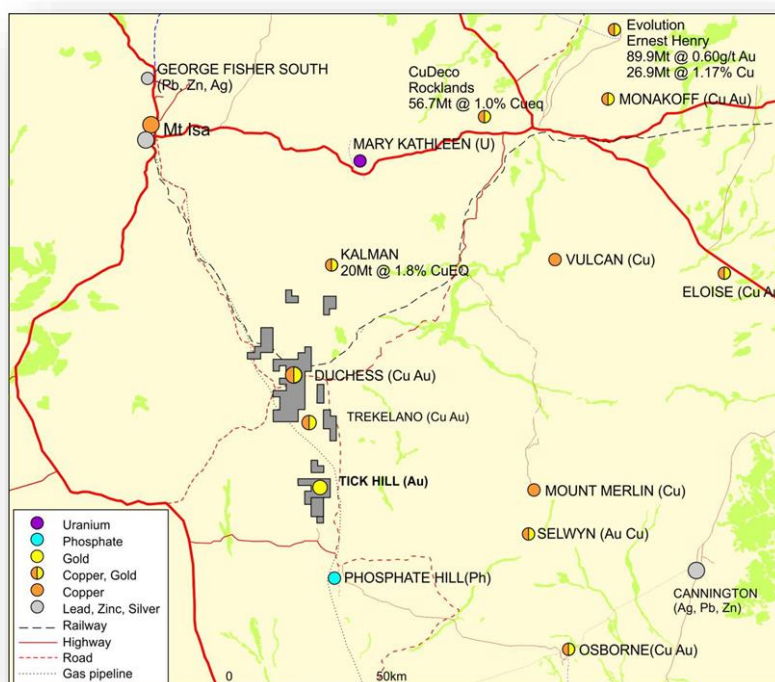 Evolution
Ernest Henry
89.9Mt @ 0.60g/t Au
26.9Mt @ 1.17% Cu
GEORGE FISHER SOUTH
(Pb, Zn, Ag)
CuDeco
Rocklands
56.7Mt @ 1.0% Cueq
MONAKOFF (Cu Au)
Mt Isa
MARY KATHLEEN (U)
KALMAN
20Mt @ 1.8% CuEQ
VULCAN (Cu)
ELOISE (Cu Au
DUCHESS (Cu Au)
TREKELANO (Cu Au)
TICK HILL (Au)
MOUNT MERLIN (Cu)
SELWYN (Au Cu)
PHOSPHATE HILL(Ph)
CANNINGTON
(Ag, Pb, Zn)
OSBORNE(Cu Au)
Uranium
Phosphate
Gold
Copper, Gold
Copper
Lead, Zinc, Silver
Railway
Highway
Road
Gas pipeline
0 50km